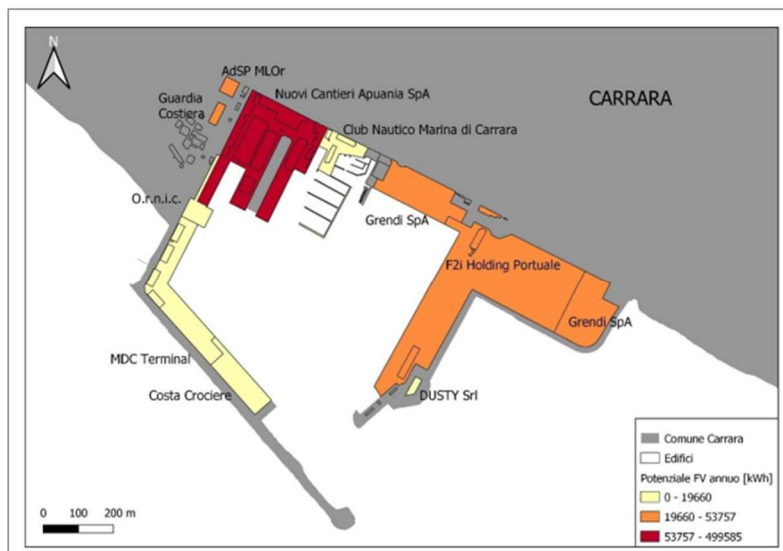 N
AdSP MLOr
CARRARA
Nuovi Cantieri Apuania SpA
Guardia
Costiera
Club Nautico Marina di Carrara
O.r.n.i.c.
Grendi SpA
F2i Holding Portuale
Grendi SpA
MDC Terminal
Costa Crociere
DUSTY Srl
Comune Carrara
Edifici
Potenziale FV annuo [kWh]
0 - 19660
19660 - 53757
53757 - 499585
0 100 200 m